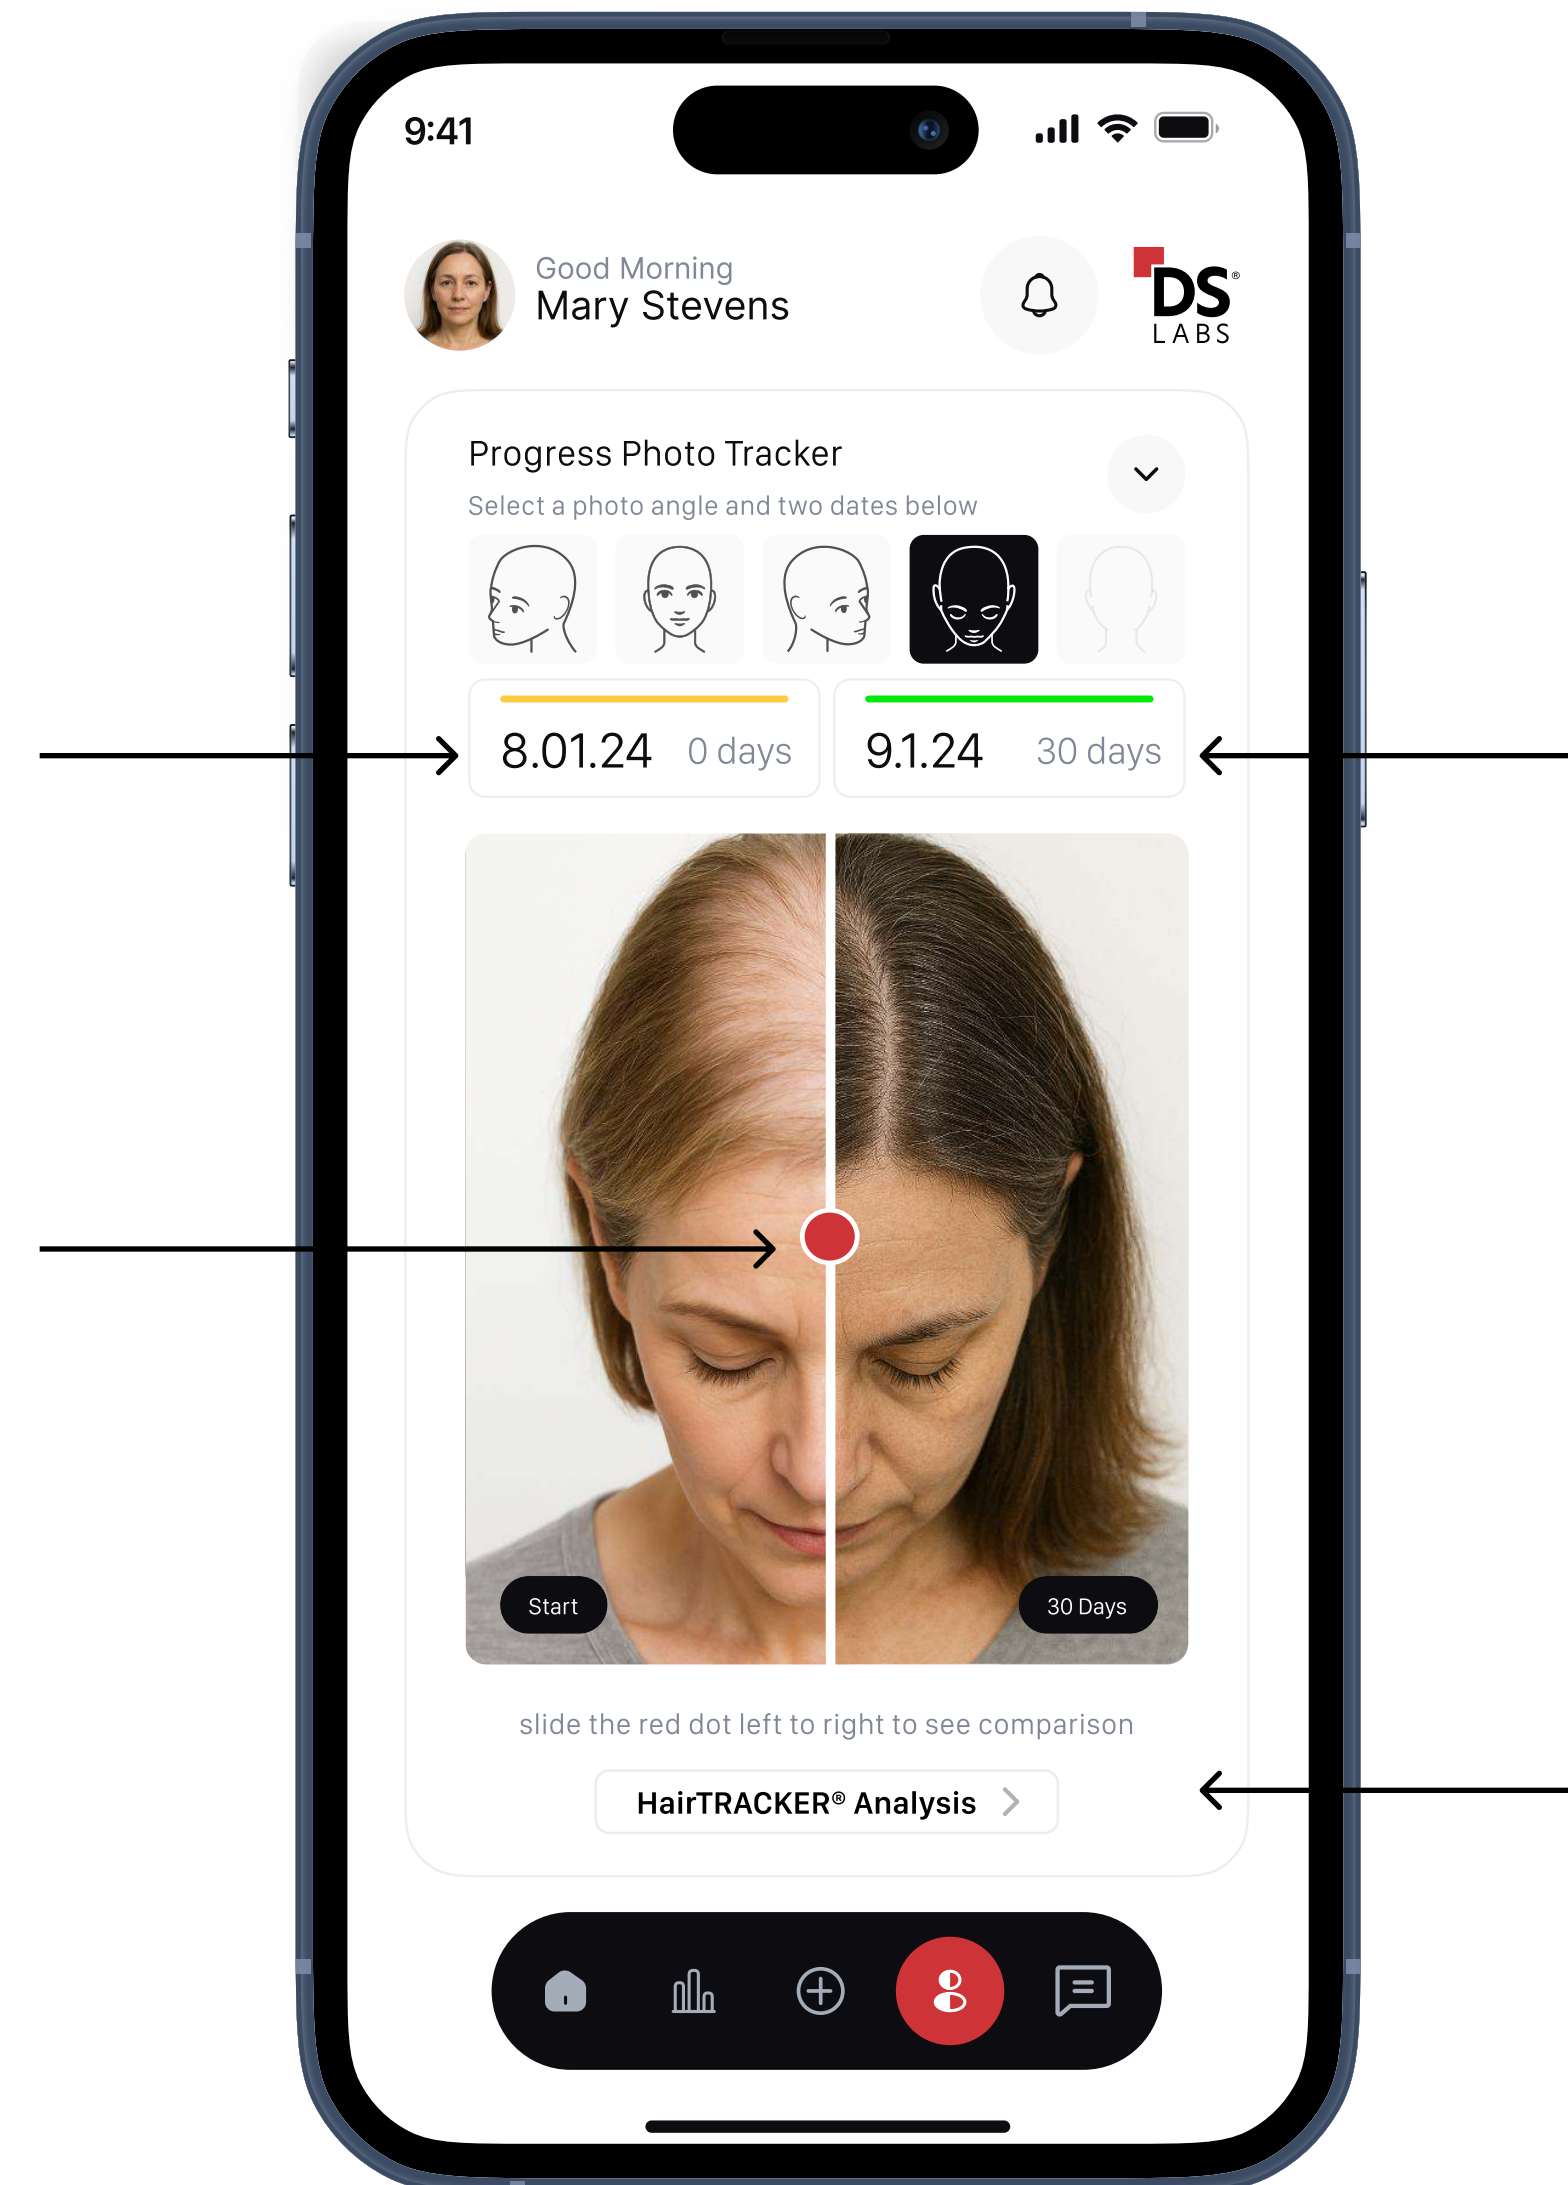 9:41
Good Morning
Mary Stevens
DS®
LABS
Progress Photo Tracker
Select a photo angle and two dates below
8.01.24 0 days 9.1.24 30 days
Start 30 Days
slide the red dot left to right to see comparison
HairTRACKER® Analysis